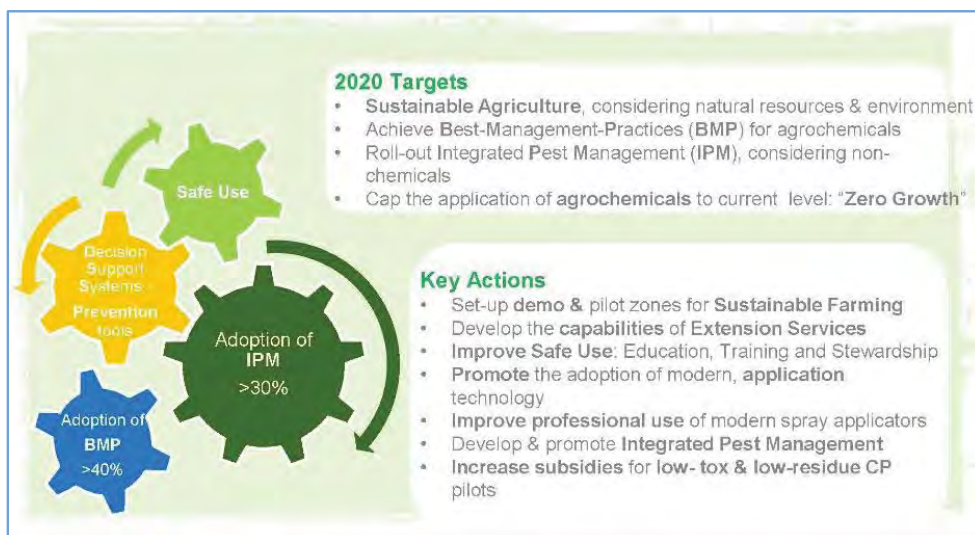 2020 Targets
• Sustainable Agriculture, considering natural resources & environment
• Achieve Best-Management-Practices (BMP) for agrochemicals
• Roll-out Integrated Pest Management (IPM), considering non-
chemicals
• Cap the application of agrochemicals to current level: "Zero Growth"
Safe Use
Decision
Support
Systems -
Prevention
tools
Adoption of
IPM
>30%
Adoption of
BMP
>40%
Key Actions
• Set-up demo & pilot zones for Sustainable Farming
• Develop the capabilities of Extension Services
• Improve Safe Use: Education, Training and Stewardship
• Promote the adoption of modern, application
technology
• Improve professional use of modern spray applicators
• Develop & promote Integrated Pest Management
• Increase subsidies for low- tox & low-residue CP
pilots